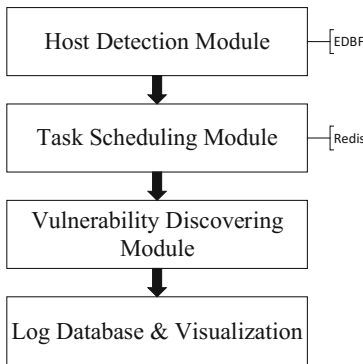 Host Detection Module
EDBF
Task Scheduling Module
Redis
Vulnerability Discovering
Module
Log Database & Visualization